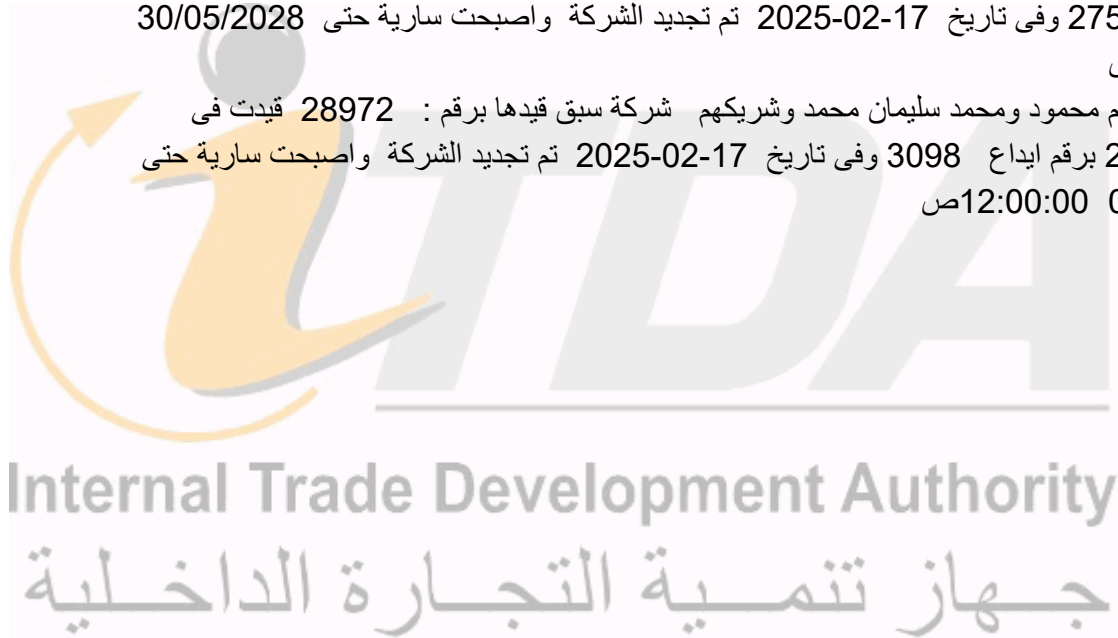 275 وفى تاريخ 17-02-2025 تم تجديد الشركة واصبحت سارية حتى 30/05/2028
م محمود ومحمد سليمان محمد وشريكهم شركة سبق قيدها برقم : 28972 قيدت فى
2 برقم ايداع 3098 وفى تاريخ 17-02-2025 تم تجديد الشركة واصبحت سارية حتى
12:00:00ص
iTDA
Internal Trade Development Authority
جهاز تنمية التجارة الداخلية